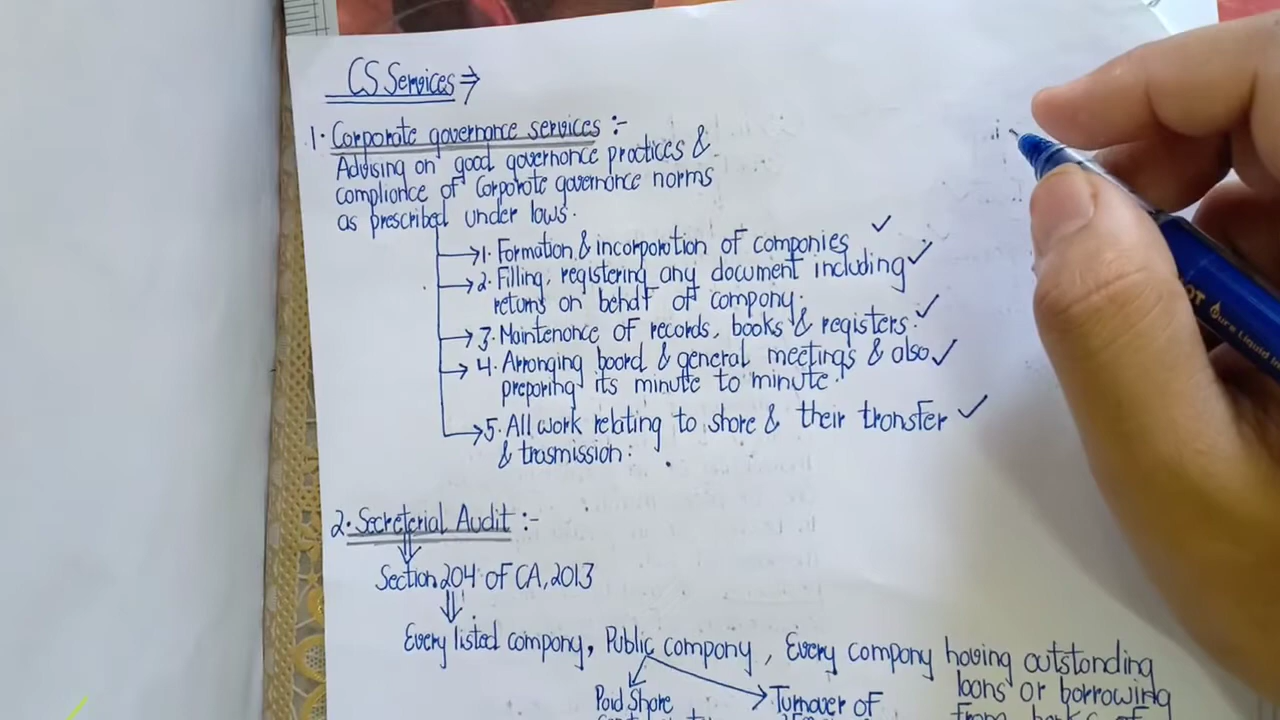 CS Services ⇒
1. Corporate governance services :-
Advising on good governance practices &
compliance of Corporate governance norms
as prescribed under laws.
→ 1. Formation & incorporation of companies ✓
→ 2. Filling, registering any document including ✓
returns on behalf of company.
→ 3. Maintenance of records, books & registers. ✓
→ 4. Arranging board & general meetings & also ✓
preparing its minute to minute.
→ 5. All work relating to share & their transfer ✓
& trasmission:
2. Secreterial Audit :-
Section 204 of CA, 2013
Every listed company, Public company, Every company having outstanding
Paid Share
Turnover of
loans or borrowing